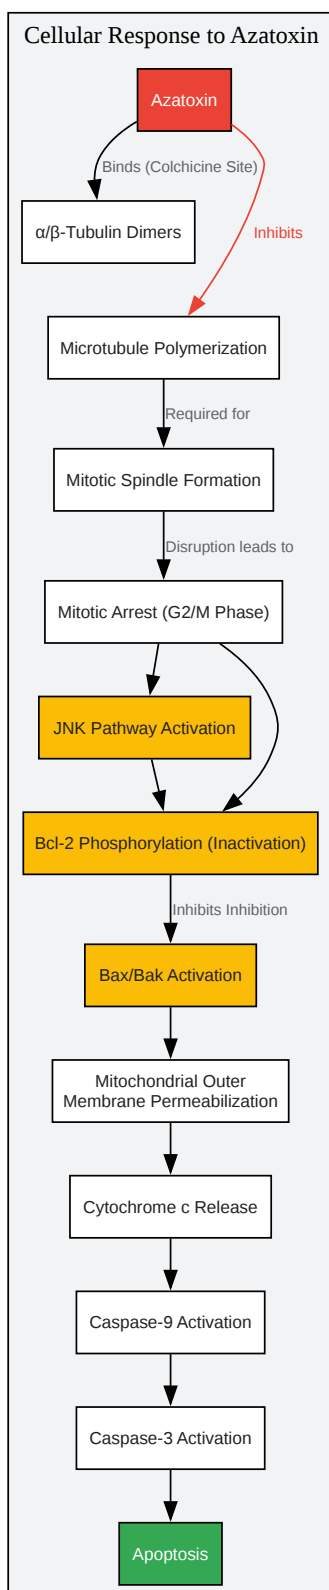 Cellular Response to Azatoxin
Azatoxin
Binds (Colchicine Site)
α/β-Tubulin Dimers
Inhibits
Microtubule Polymerization
Required for
Mitotic Spindle Formation
Disruption leads to
Mitotic Arrest (G2/M Phase)
JNK Pathway Activation
Bcl-2 Phosphorylation (Inactivation)
Inhibits Inhibition
Bax/Bak Activation
Mitochondrial Outer
Membrane Permeabilization
Cytochrome c Release
Caspase-9 Activation
Caspase-3 Activation
Apoptosis